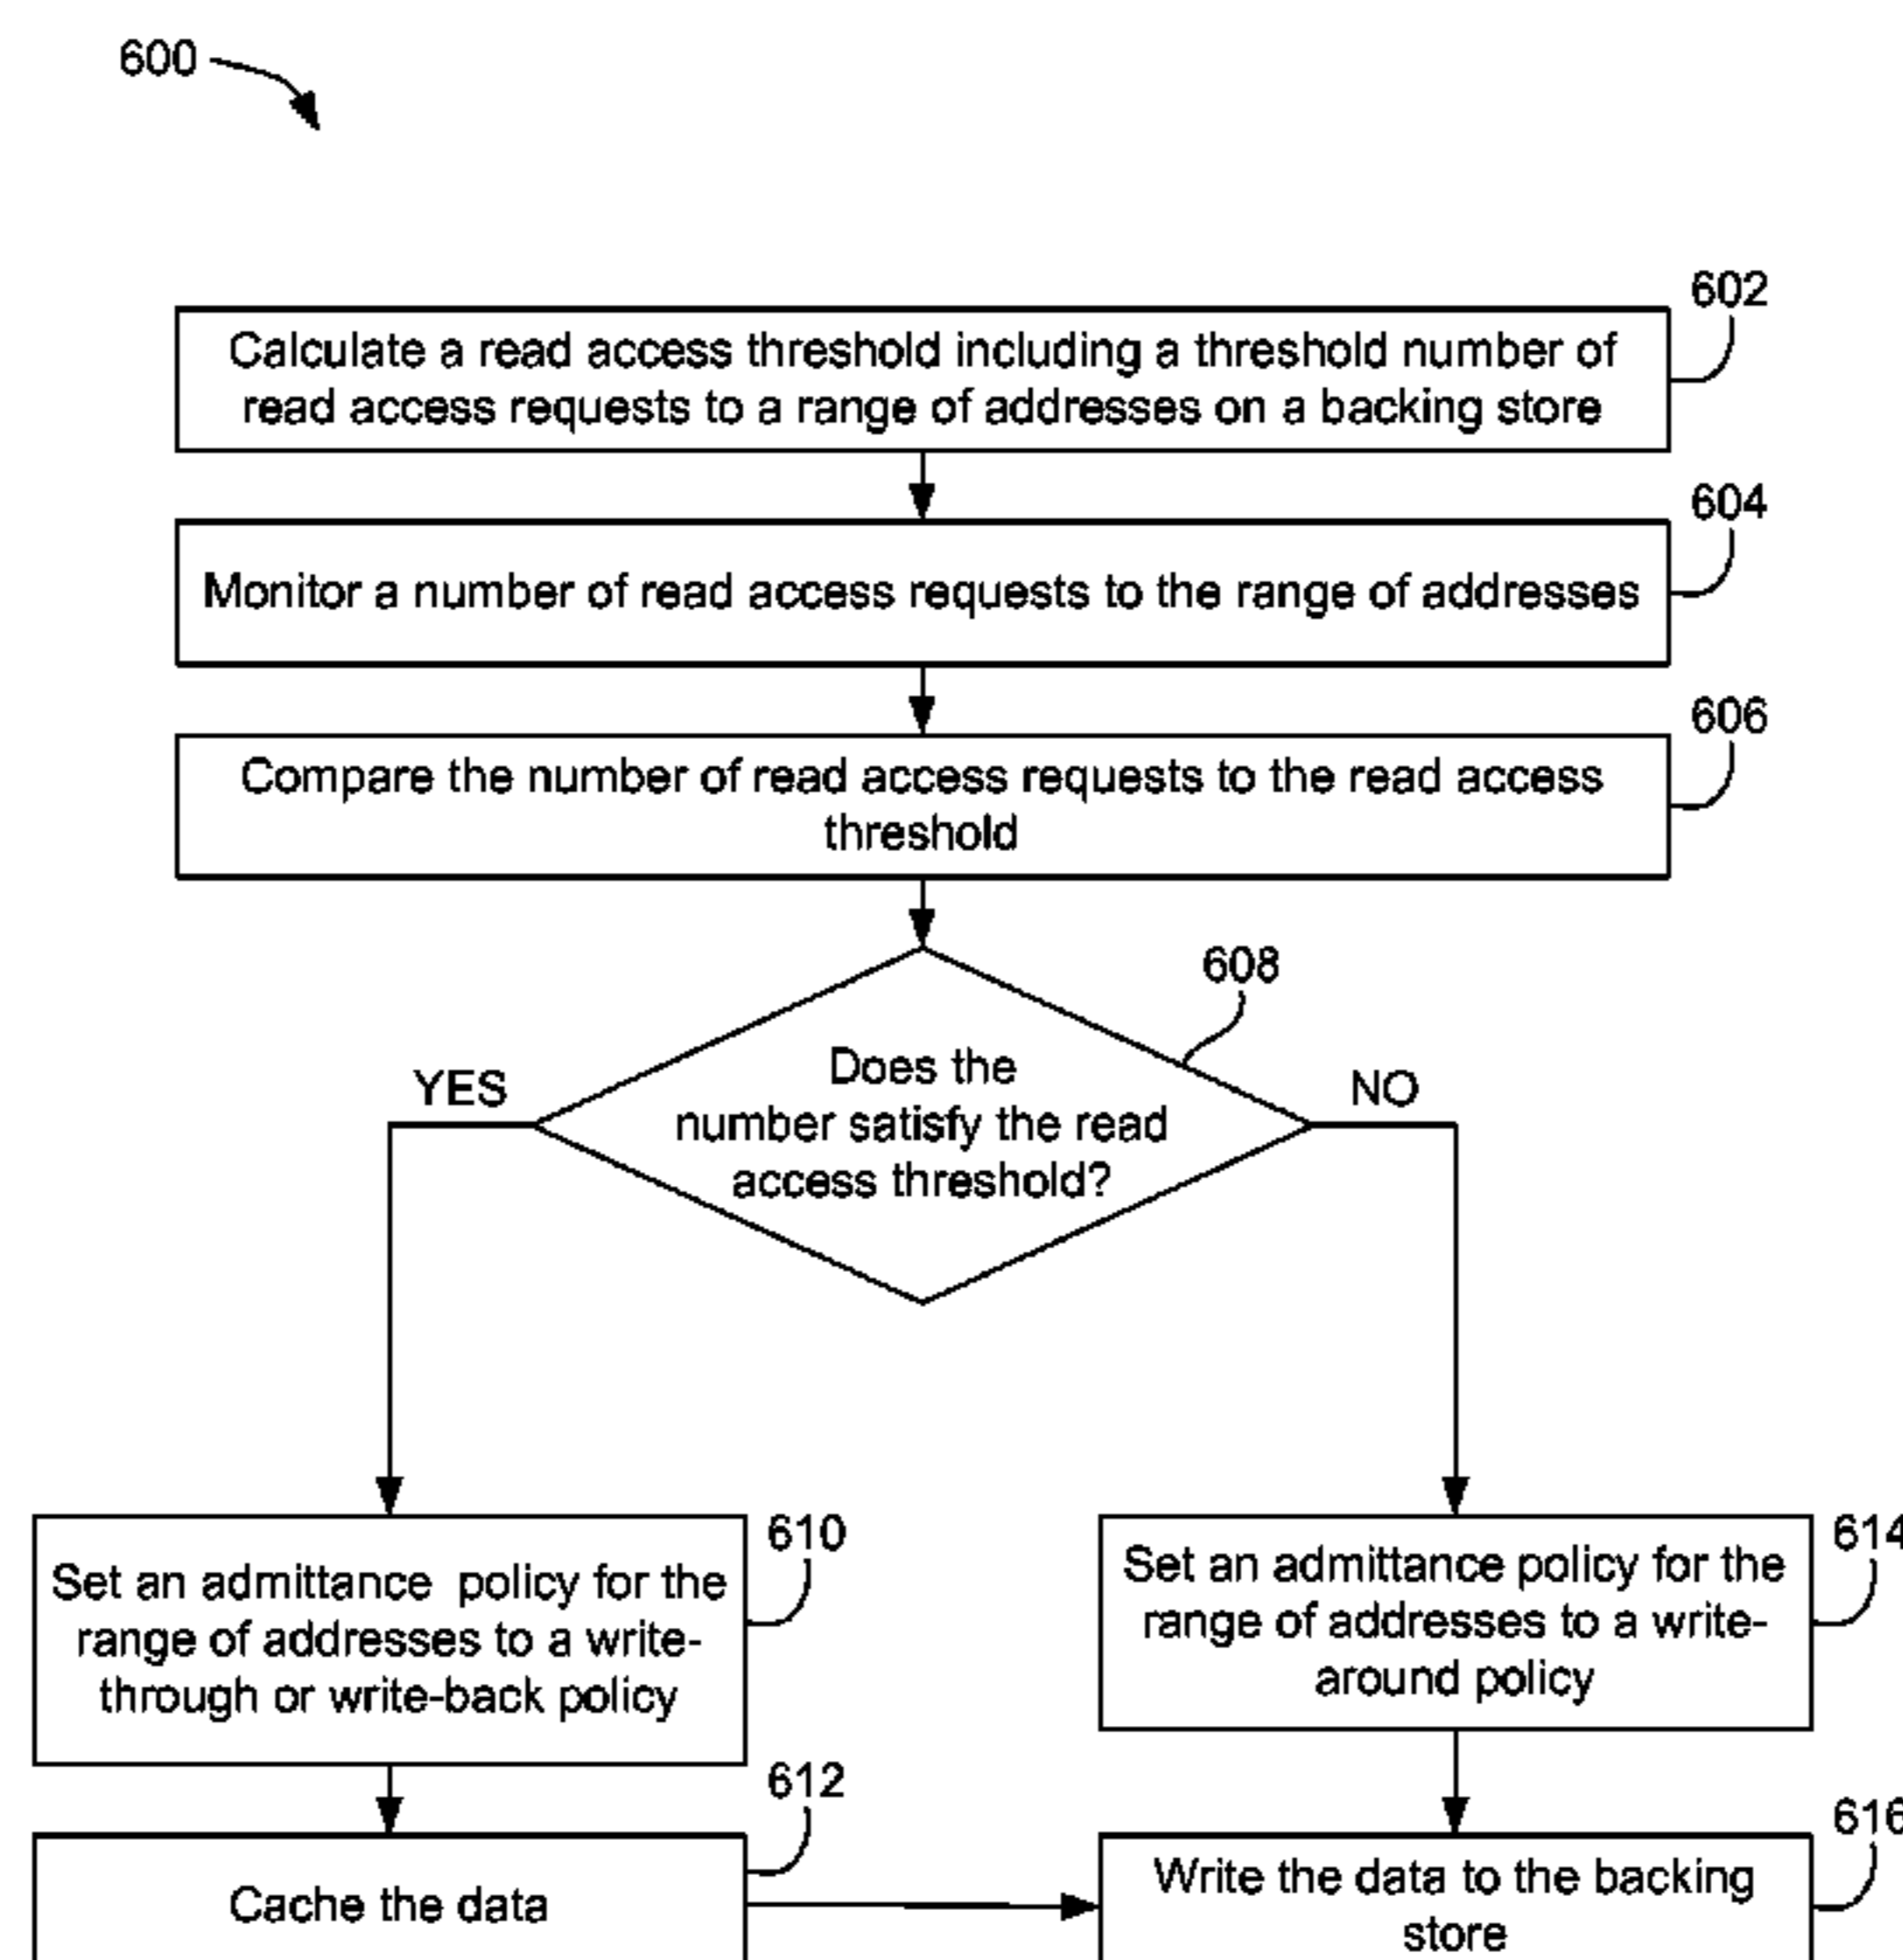 600
602
Calculate a read access threshold including a threshold number of
read access requests to a range of addresses on a backing store
604
Monitor a number of read access requests to the range of addresses
606
Compare the number of read access requests to the read access
threshold
608
Does the
number satisfy the read
access threshold?
YES
NO
610
Set an admittance policy for the
range of addresses to a write-
through or write-back policy
614
Set an admittance policy for the
range of addresses to a write-
around policy
612
Cache the data
616
Write the data to the backing
store